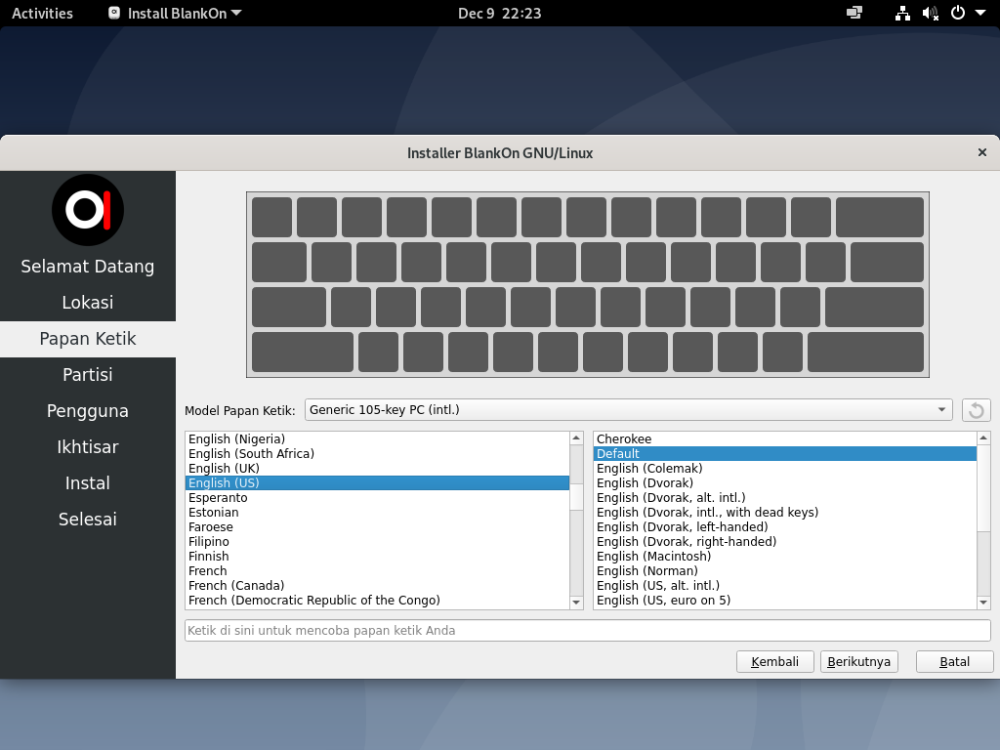 Activities
Install BlankOn
Dec 9 22:23
Installer BlankOn GNU/Linux
Selamat Datang
Lokasi
Papan Ketik
Partisi
Pengguna
Ikhtisar
Instal
Selesai
Model Papan Ketik:
Generic 105-key PC (intl.)
English (Nigeria)
English (South Africa)
English (UK)
English (US)
Esperanto
Estonian
Faroese
Filipino
Finnish
French
French (Canada)
French (Democratic Republic of the Congo)
Cherokee
Default
English (Colemak)
English (Dvorak)
English (Dvorak, alt. intl.)
English (Dvorak, intl., with dead keys)
English (Dvorak, left-handed)
English (Dvorak, right-handed)
English (Macintosh)
English (Norman)
English (US, alt. intl.)
English (US, euro on 5)
Ketik di sini untuk mencoba papan ketik Anda
Kembali
Berikutnya
Batal